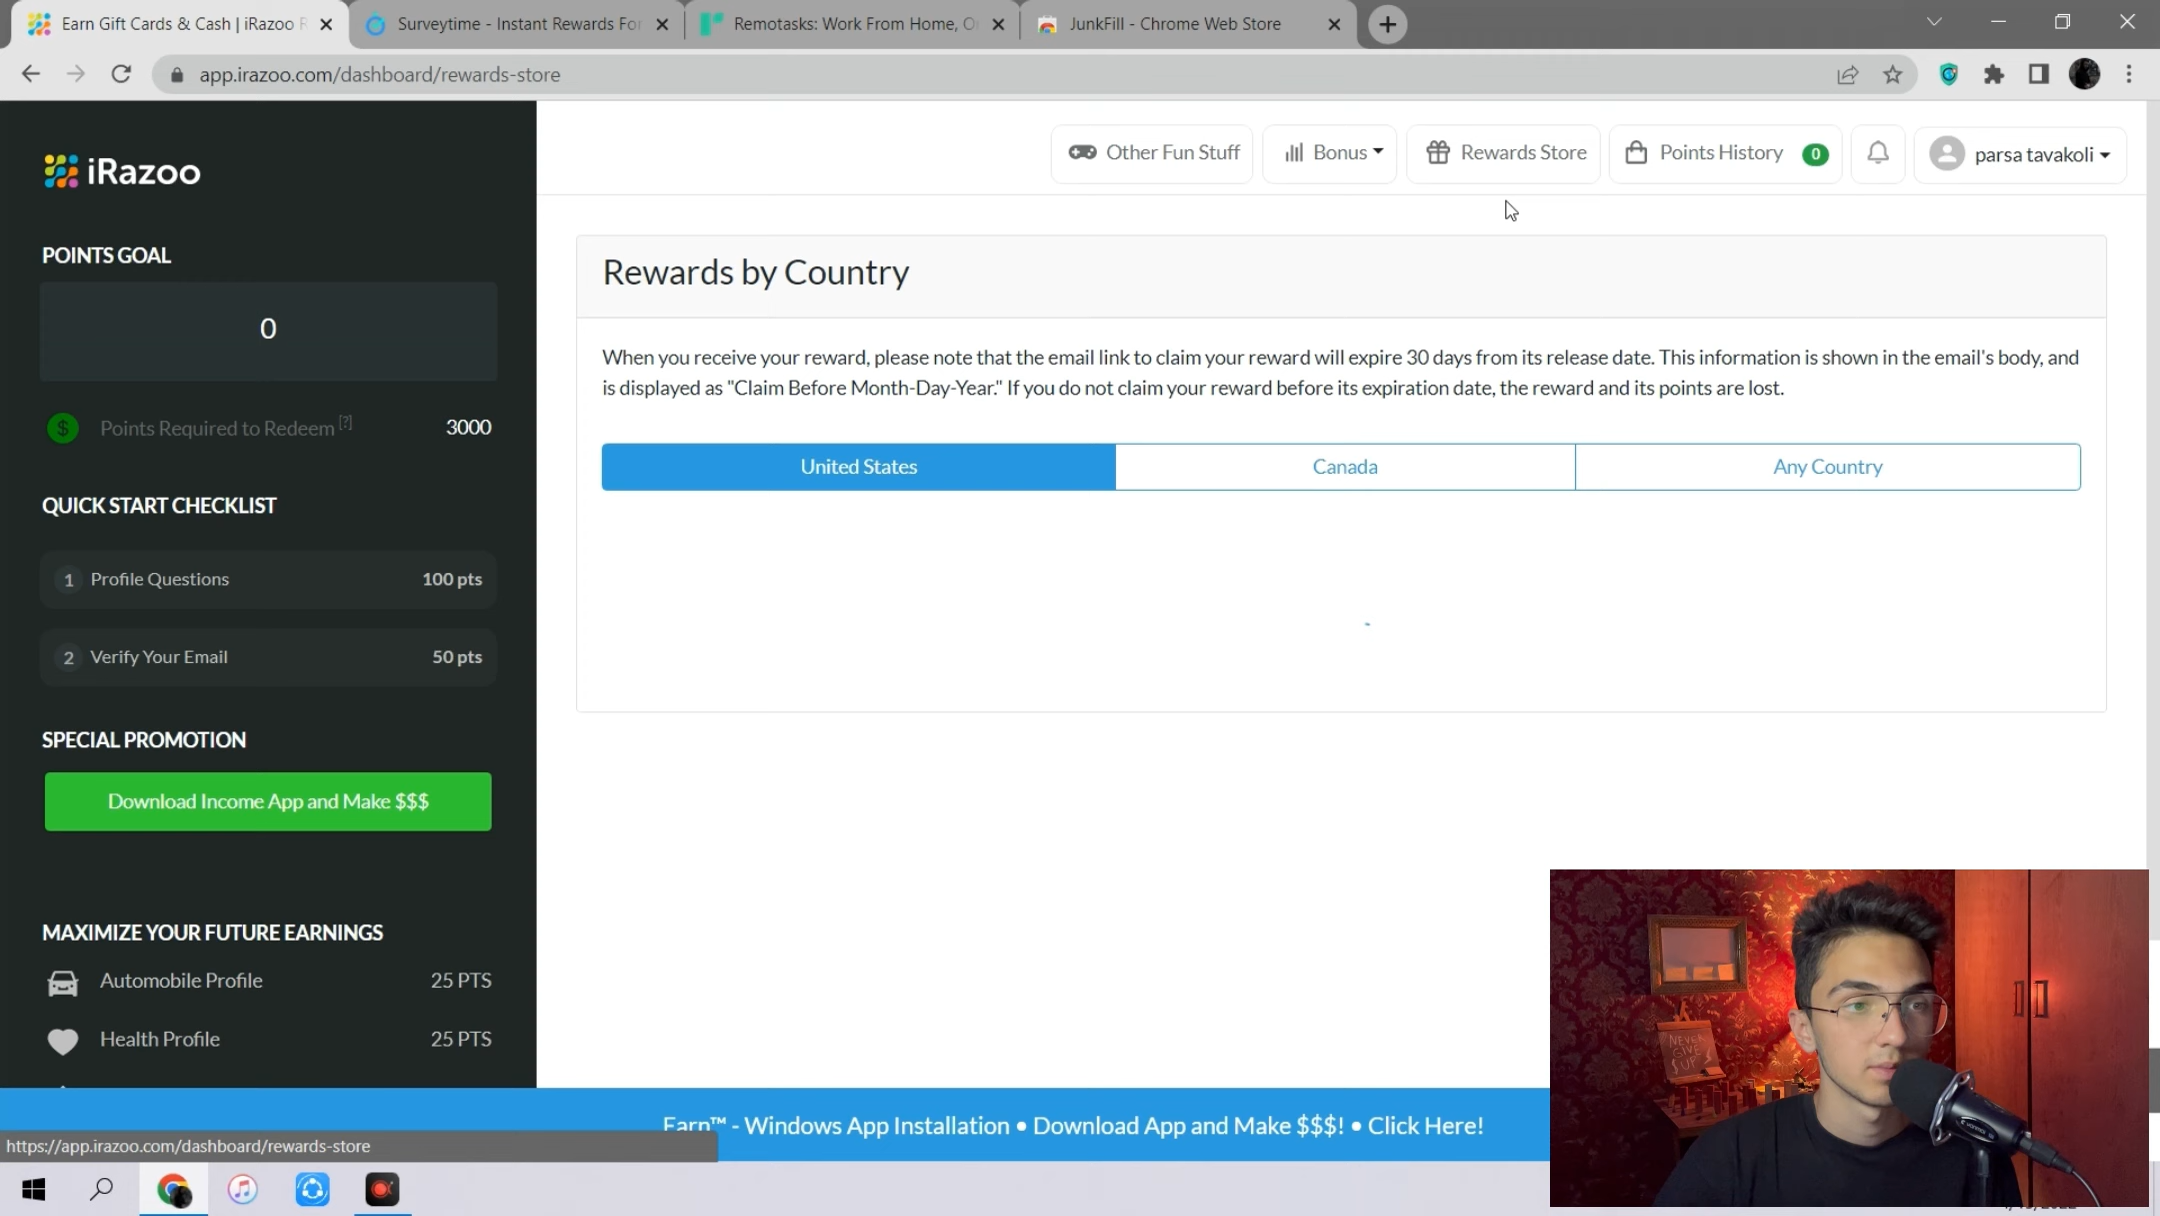 Earn Gift Cards & Cash | iRazoo R
Surveytime - Instant Rewards For
Remotasks: Work From Home, O
JunkFill - Chrome Web Store
app.irazoo.com/dashboard/rewards-store
iRazoo
Other Fun Stuff
Bonus
Rewards Store
Points History 0
parsa tavakoli
POINTS GOAL
0
Points Required to Redeem [?] 3000
QUICK START CHECKLIST
1 Profile Questions 100 pts
2 Verify Your Email 50 pts
SPECIAL PROMOTION
Download Income App and Make $$$
MAXIMIZE YOUR FUTURE EARNINGS
Automobile Profile 25 PTS
Health Profile 25 PTS
Rewards by Country
When you receive your reward, please note that the email link to claim your reward will expire 30 days from its release date. This information is shown in the email's body, and
is displayed as "Claim Before Month-Day-Year." If you do not claim your reward before its expiration date, the reward and its points are lost.
United States
Canada
Any Country
NEVER
GIVE
UP
Earn™ - Windows App Installation • Download App and Make $$$! • Click Here!
https://app.irazoo.com/dashboard/rewards-store